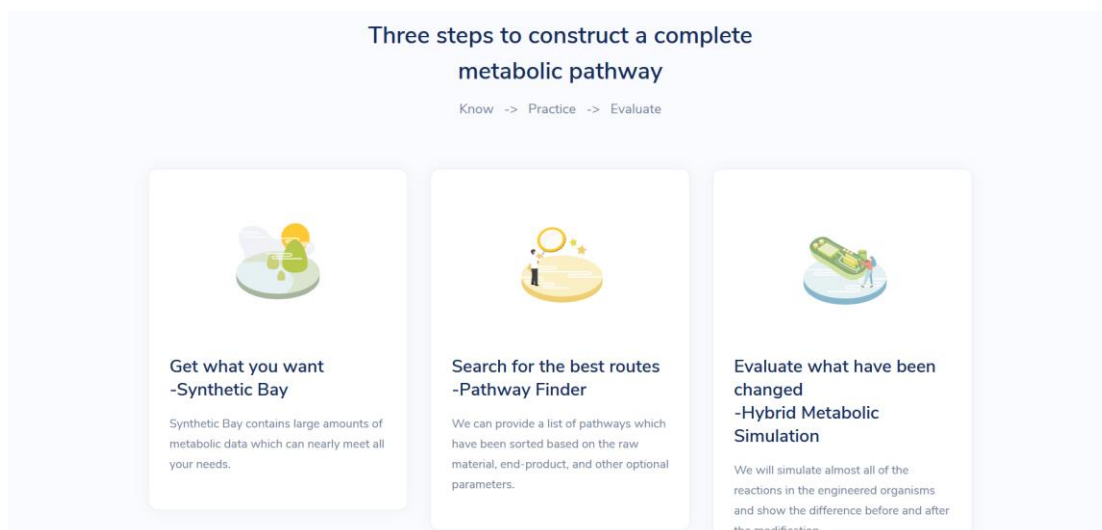 Three steps to construct a complete
metabolic pathway
Know -> Practice -> Evaluate
Get what you want
-Synthetic Bay
Synthetic Bay contains large amounts of
metabolic data which can nearly meet all
your needs.
Search for the best routes
-Pathway Finder
We can provide a list of pathways which
have been sorted based on the raw
material, end-product, and other optional
parameters.
Evaluate what have been
changed
-Hybrid Metabolic
Simulation
We will simulate almost all of the
reactions in the engineered organisms
and show the difference before and after
the modification